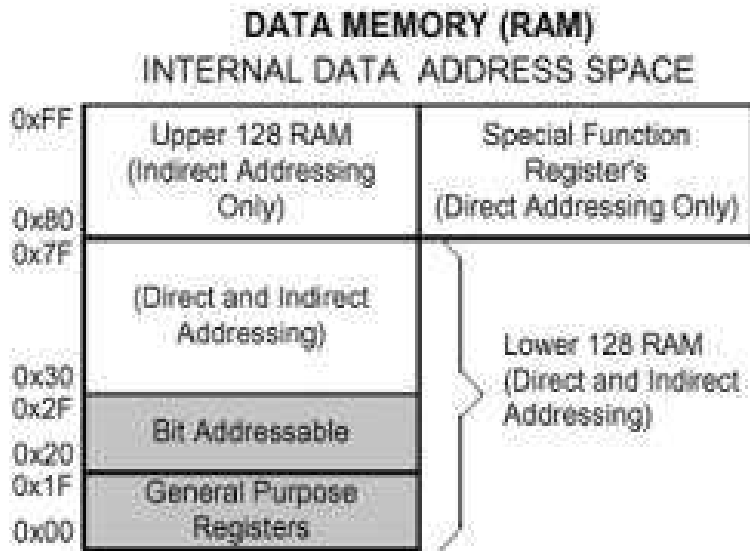 DATA MEMORY (RAM)
INTERNAL DATA ADDRESS SPACE
0xFF
Upper 128 RAM
(Indirect Addressing
Only)
0x80
Special Function
Register's
(Direct Addressing Only)
0x7F
(Direct and Indirect
Addressing)
0x30
Lower 128 RAM
(Direct and Indirect
Addressing)
0x2F
Bit Addressable
0x20
0x1F
General Purpose
Registers
0x00